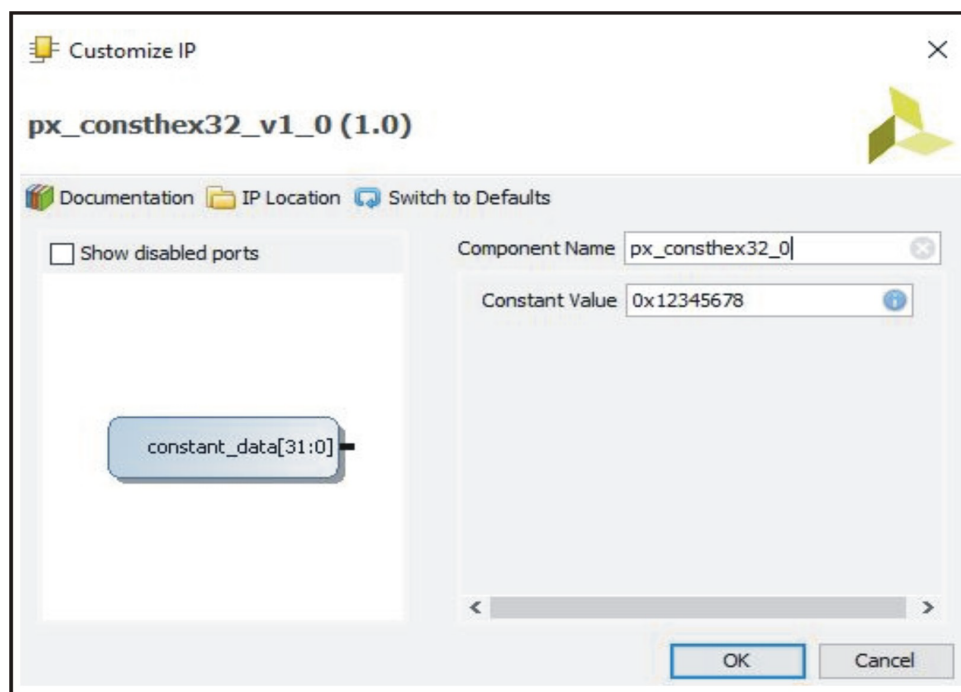 Customize IP
px_consthex32_v1_0 (1.0)
Documentation IP Location Switch to Defaults
Show disabled ports
Component Name px_consthex32_0
Constant Value 0x12345678
constant_data[31:0]
OK Cancel